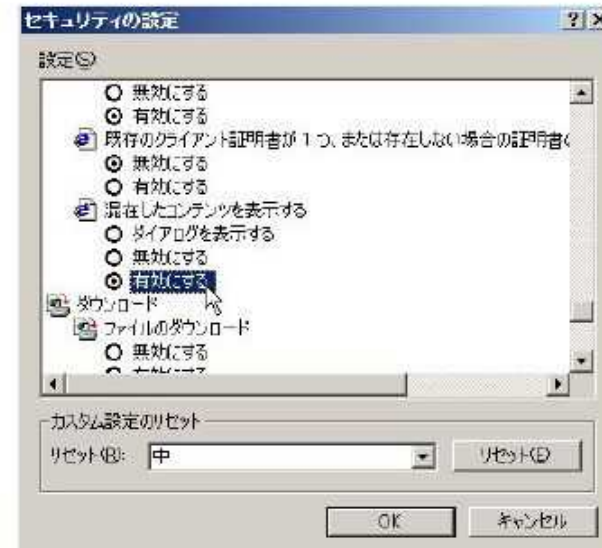 セキュリティの設定
設定(S)
無効にする
有効にする
既存のクライアント証明書が 1 つ、または存在しない場合の証明書
無効にする
有効にする
混在したコンテンツを表示する
ダイアログを表示する
無効にする
有効にする
ダウンロード
ファイルのダウンロード
無効にする
カスタム設定のリセット
リセット(R): 中 リセット(E)
OK キャンセル